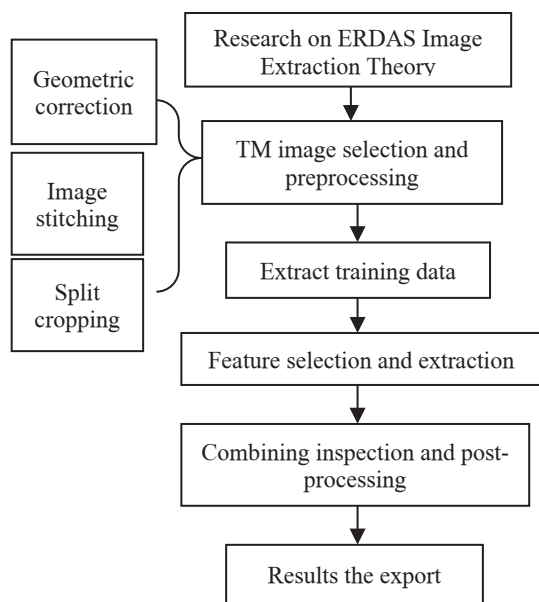 Research on ERDAS Image
Extraction Theory
Geometric
correction
TM image selection and
preprocessing
Image
stitching
Split
cropping
Extract training data
Feature selection and extraction
Combining inspection and post-
processing
Results the export